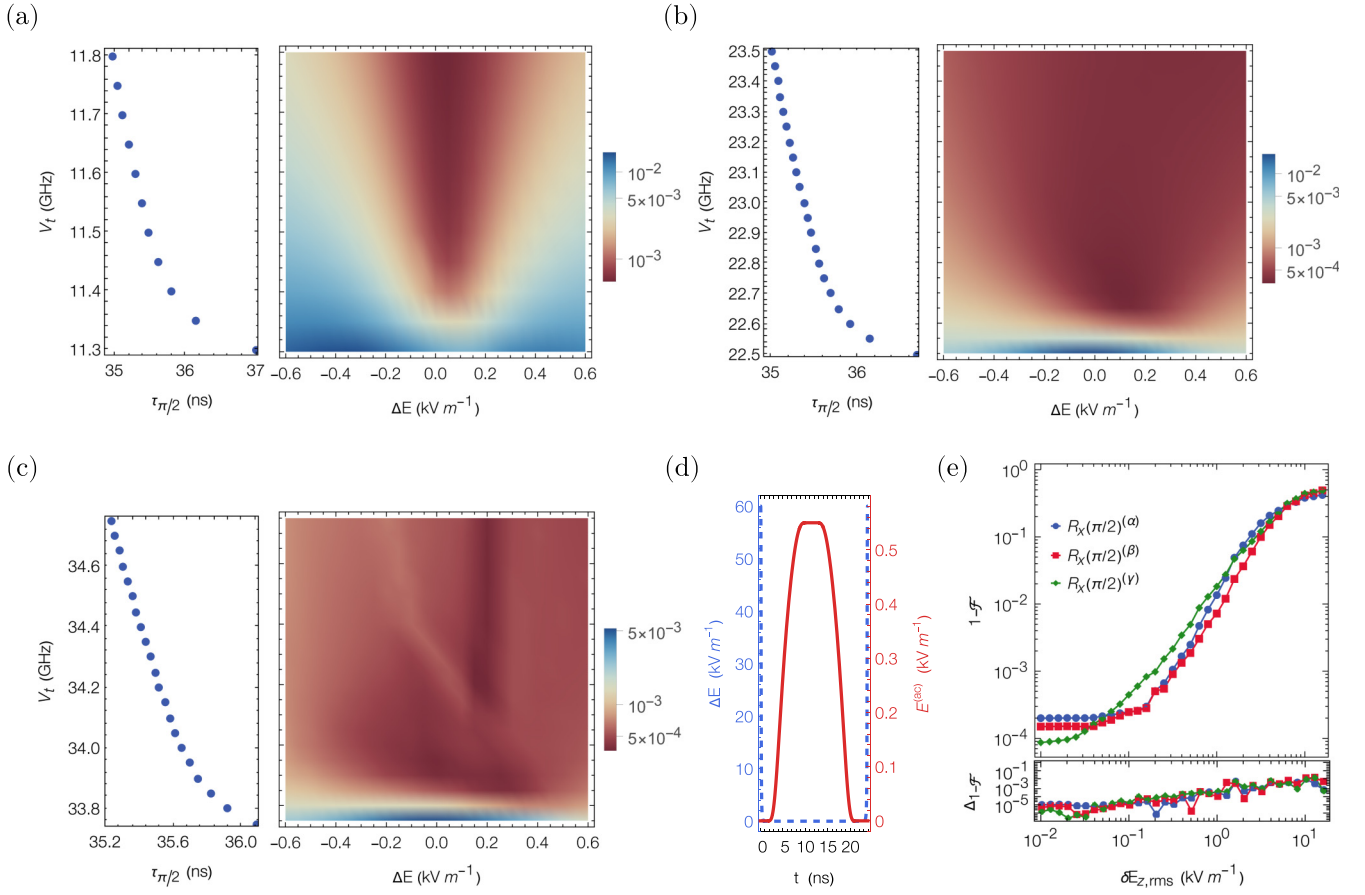 (a)
11.8
11.7
11.6
11.5
11.4
11.3
V_t (GHz)
35 36 37
τ_π/2 (ns)
−0.6 −0.4 −0.2 0.0 0.2 0.4 0.6
ΔE (kV m⁻¹)
10⁻²
5×10⁻³
10⁻³
(b)
23.5
23.4
23.3
23.2
23.1
23.0
22.9
22.8
22.7
22.6
22.5
V_t (GHz)
35 36
τ_π/2 (ns)
−0.6 −0.4 −0.2 0.0 0.2 0.4 0.6
ΔE (kV m⁻¹)
10⁻²
5×10⁻³
10⁻³
5×10⁻⁴
(c)
34.6
34.4
34.2
34.0
33.8
V_t (GHz)
35.2 35.6 36.0
τ_π/2 (ns)
−0.6 −0.4 −0.2 0.0 0.2 0.4 0.6
ΔE (kV m⁻¹)
5×10⁻³
10⁻³
5×10⁻⁴
(d)
60
50
40
30
20
10
0
ΔE (kV m⁻¹)
0.5
0.4
0.3
0.2
0.1
0
E^(ac) (kV m⁻¹)
0 5 10 15 20
t (ns)
(e)
10⁰
10⁻¹
10⁻²
10⁻³
10⁻⁴
1-ℱ
R_X(π/2)^(α)
R_X(π/2)^(β)
R_X(π/2)^(γ)
10⁻¹
10⁻³
10⁻⁵
Δ_1-ℱ
10⁻² 10⁻¹ 10⁰ 10¹
δE_z,rms (kV m⁻¹)